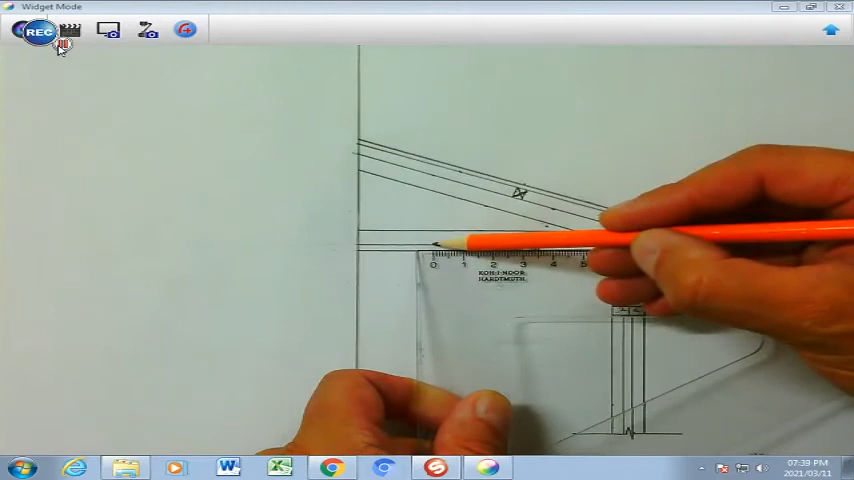 Widget Mode
REC
0 1 2 3 4 5
KOH-I-NOOR
HARDTMUTH
07:39 PM
2021/03/11